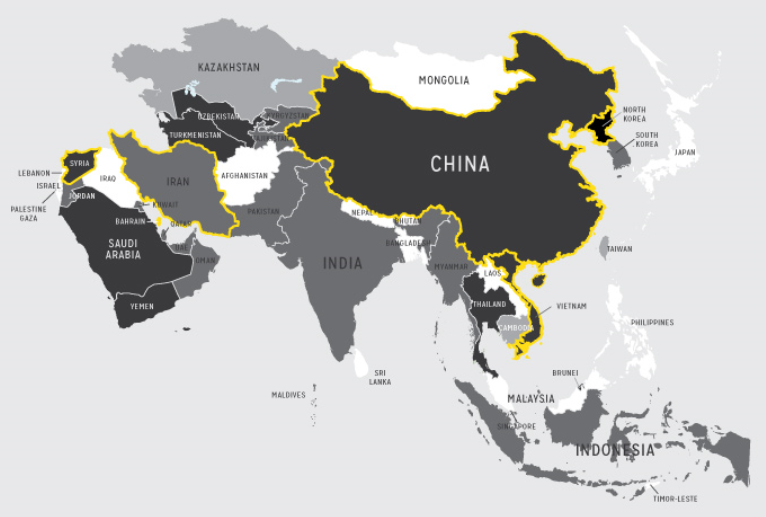 KAZAKHSTAN
MONGOLIA
UZBEKISTAN
KYRGYZSTAN
NORTH
KOREA
TURKMENISTAN
SOUTH
KOREA
JAPAN
SYRIA
CHINA
LEBANON
IRAQ
IRAN
AFGHANISTAN
ISRAEL
JORDAN
PALESTINE
GAZA
KUWAIT
PAKISTAN
NEPAL
BAHRAIN
QATAR
BHUTAN
SAUDI
ARABIA
UAE
BANGLADESH
TAIWAN
OMAN
INDIA
MYANMAR
LAOS
YEMEN
THAILAND
VIETNAM
CAMBODIA
PHILIPPINES
SRI
LANKA
BRUNEI
MALDIVES
MALAYSIA
SINGAPORE
INDONESIA
TIMOR-LESTE